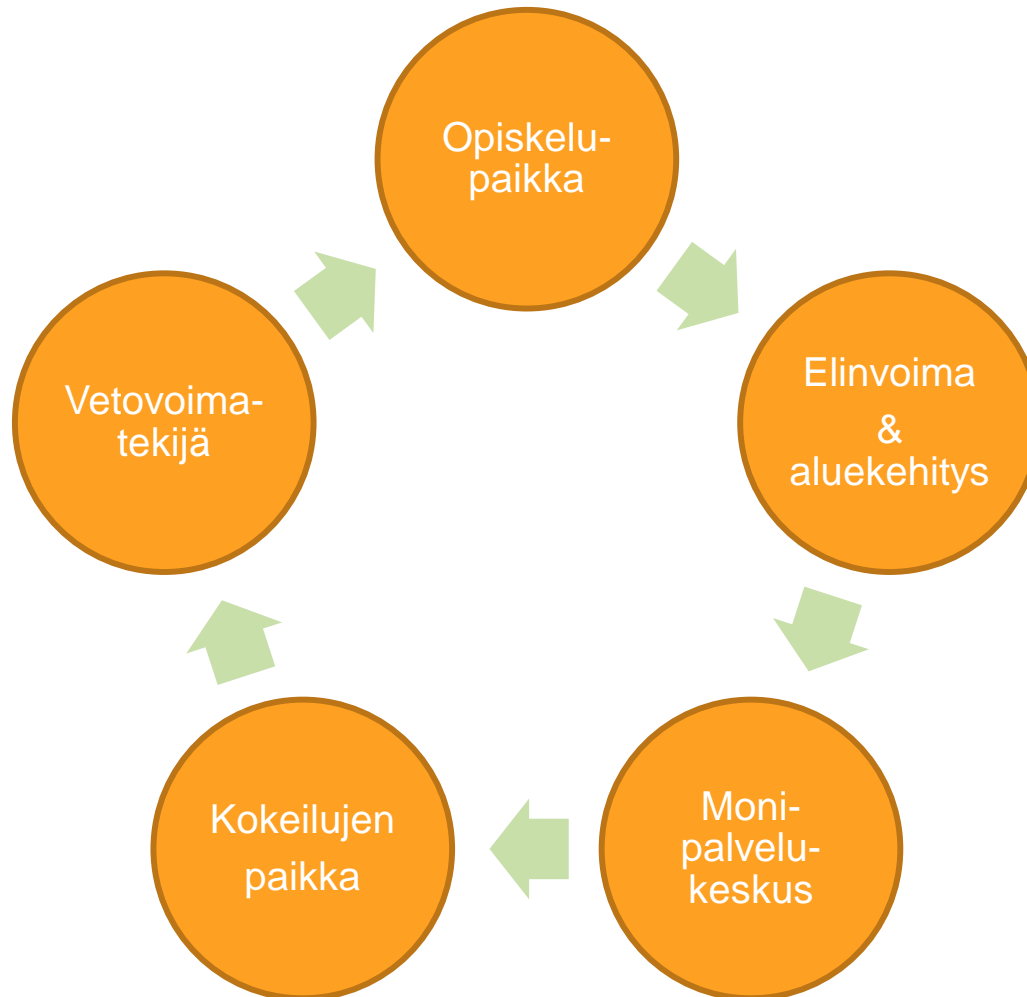 Opiskelu-
paikka
Elinvoima
&
aluekehitys
Moni-
palvelu-
keskus
Kokeilujen
paikka
Vetovoima-
tekijä